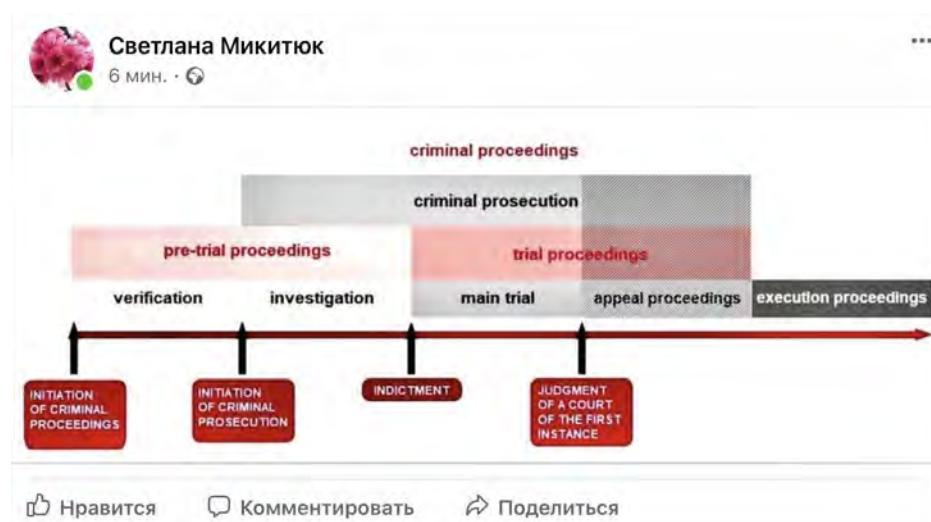 Светлана Микитюк
6 мин. ·
criminal proceedings
criminal prosecution
pre-trial proceedings
trial proceedings
verification
investigation
main trial
appeal proceedings
execution proceedings
INITIATION
OF CRIMINAL
PROCEEDINGS
INITIATION
OF CRIMINAL
PROSECUTION
INDICTMENT
JUDGMENT
OF A COURT
OF THE FIRST
INSTANCE
Нравится
Комментировать
Поделиться